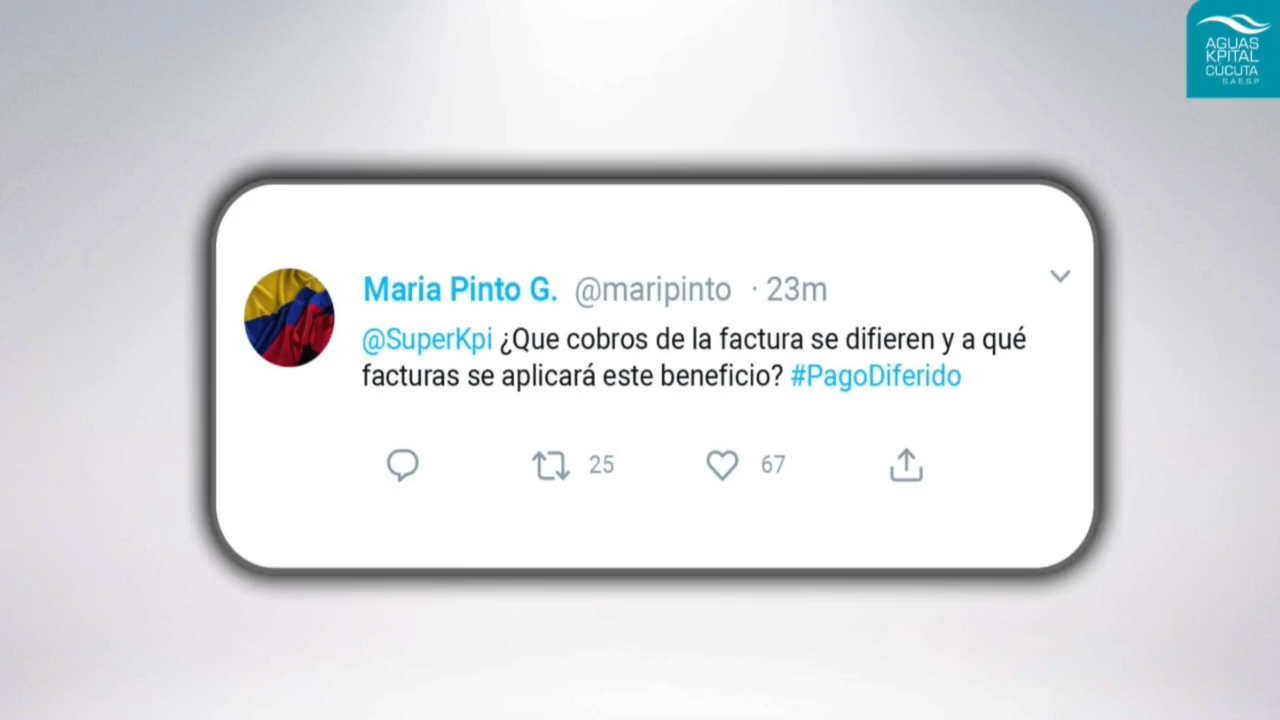 AGUAS
KPITAL
CÚCUTA
S.A E.S.P
Maria Pinto G. @maripinto · 23m
@SuperKpi ¿Que cobros de la factura se difieren y a qué
facturas se aplicará este beneficio? #PagoDiferido
25 67